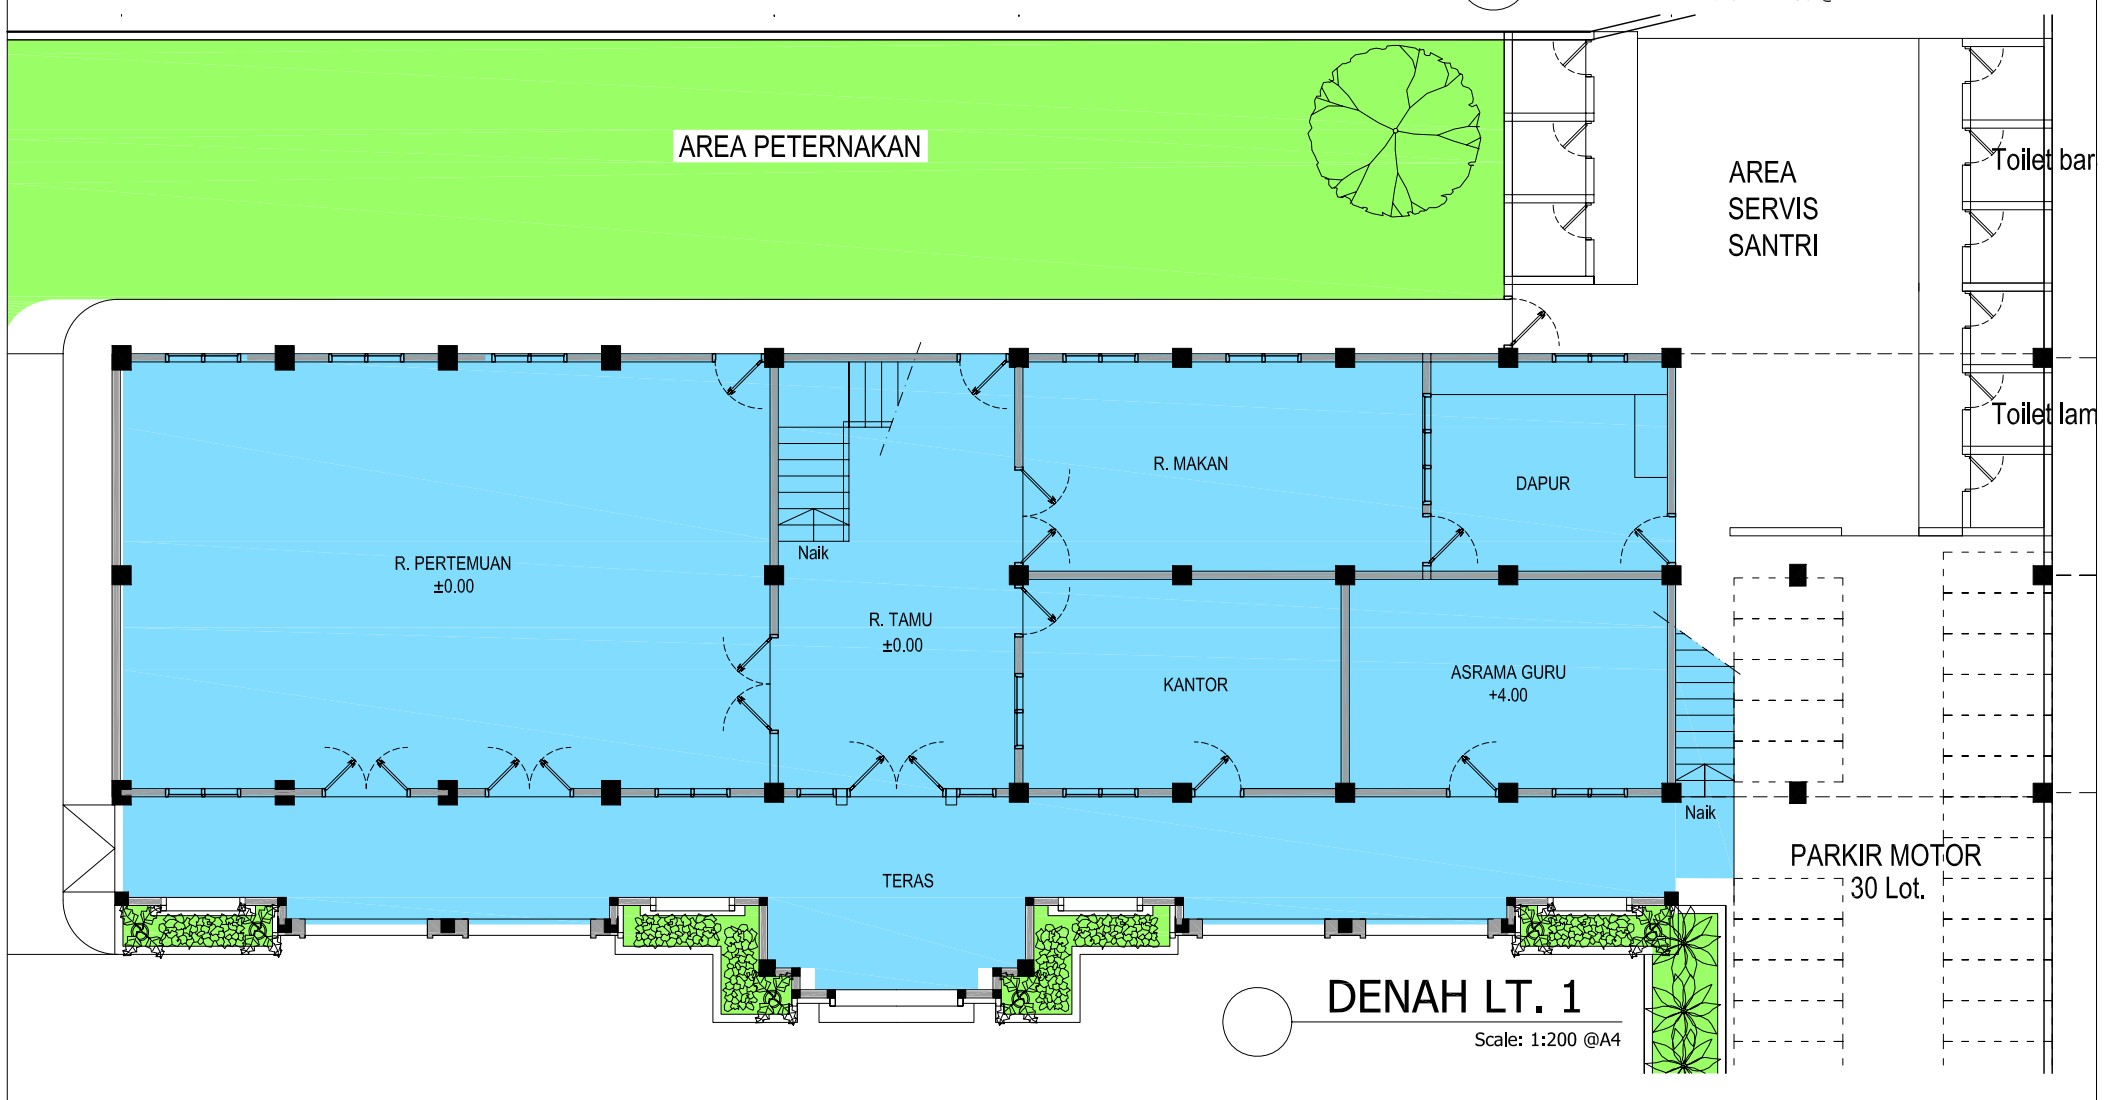 AREA PETERNAKAN
AREA
SERVIS
SANTRI
Toilet bar
Toilet lam
R. MAKAN
DAPUR
Naik
R. PERTEMUAN
±0.00
R. TAMU
±0.00
KANTOR
ASRAMA GURU
+4.00
Naik
PARKIR MOTOR
30 Lot.
TERAS
DENAH LT. 1
Scale: 1:200 @A4